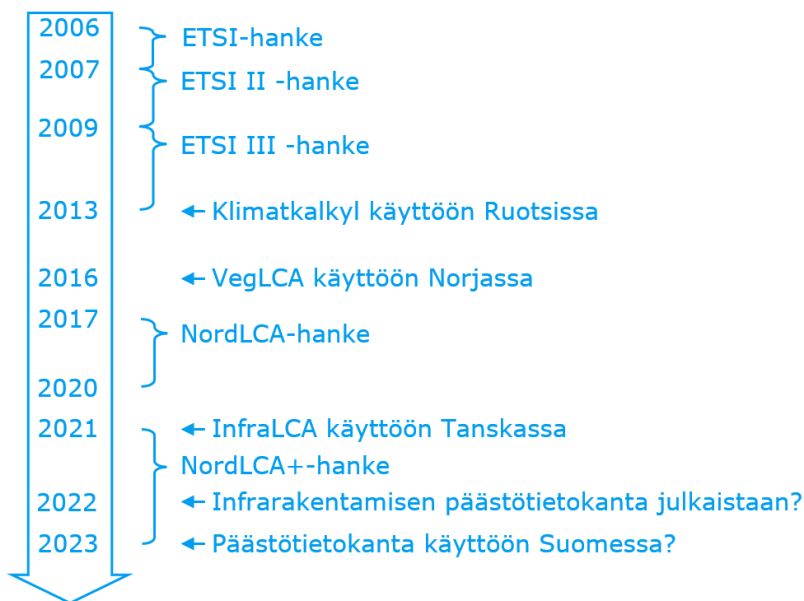 2006
ETSI-hanke
2007
ETSI II -hanke
2009
ETSI III -hanke
2013
← Klimatkalkyl käyttöön Ruotsissa
2016
← VegLCA käyttöön Norjassa
2017
NordLCA-hanke
2020
2021
← InfraLCA käyttöön Tanskassa
NordLCA+-hanke
2022
← Infrarakentamisen päästötietokanta julkaistaan?
2023
← Päästötietokanta käyttöön Suomessa?